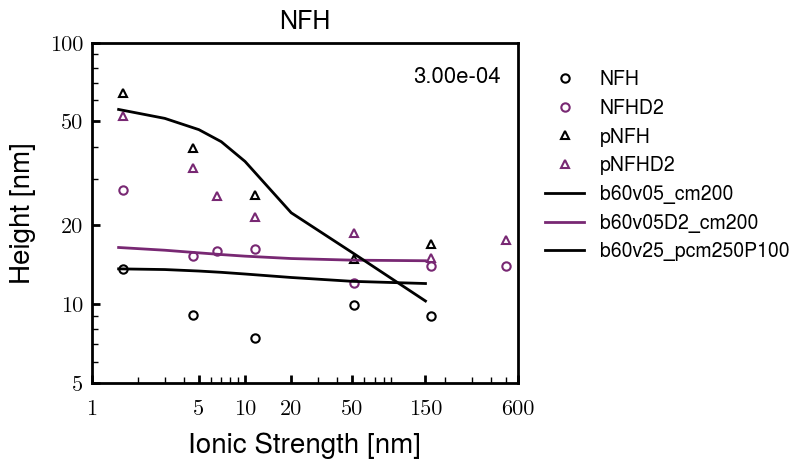 NFH
100
50
20
10
5
Height [nm]
3.00e-04
1
5
10
20
50
150
600
Ionic Strength [nm]
NFH
NFHD2
pNFH
pNFHD2
b60v05_cm200
b60v05D2_cm200
b60v25_pcm250P100